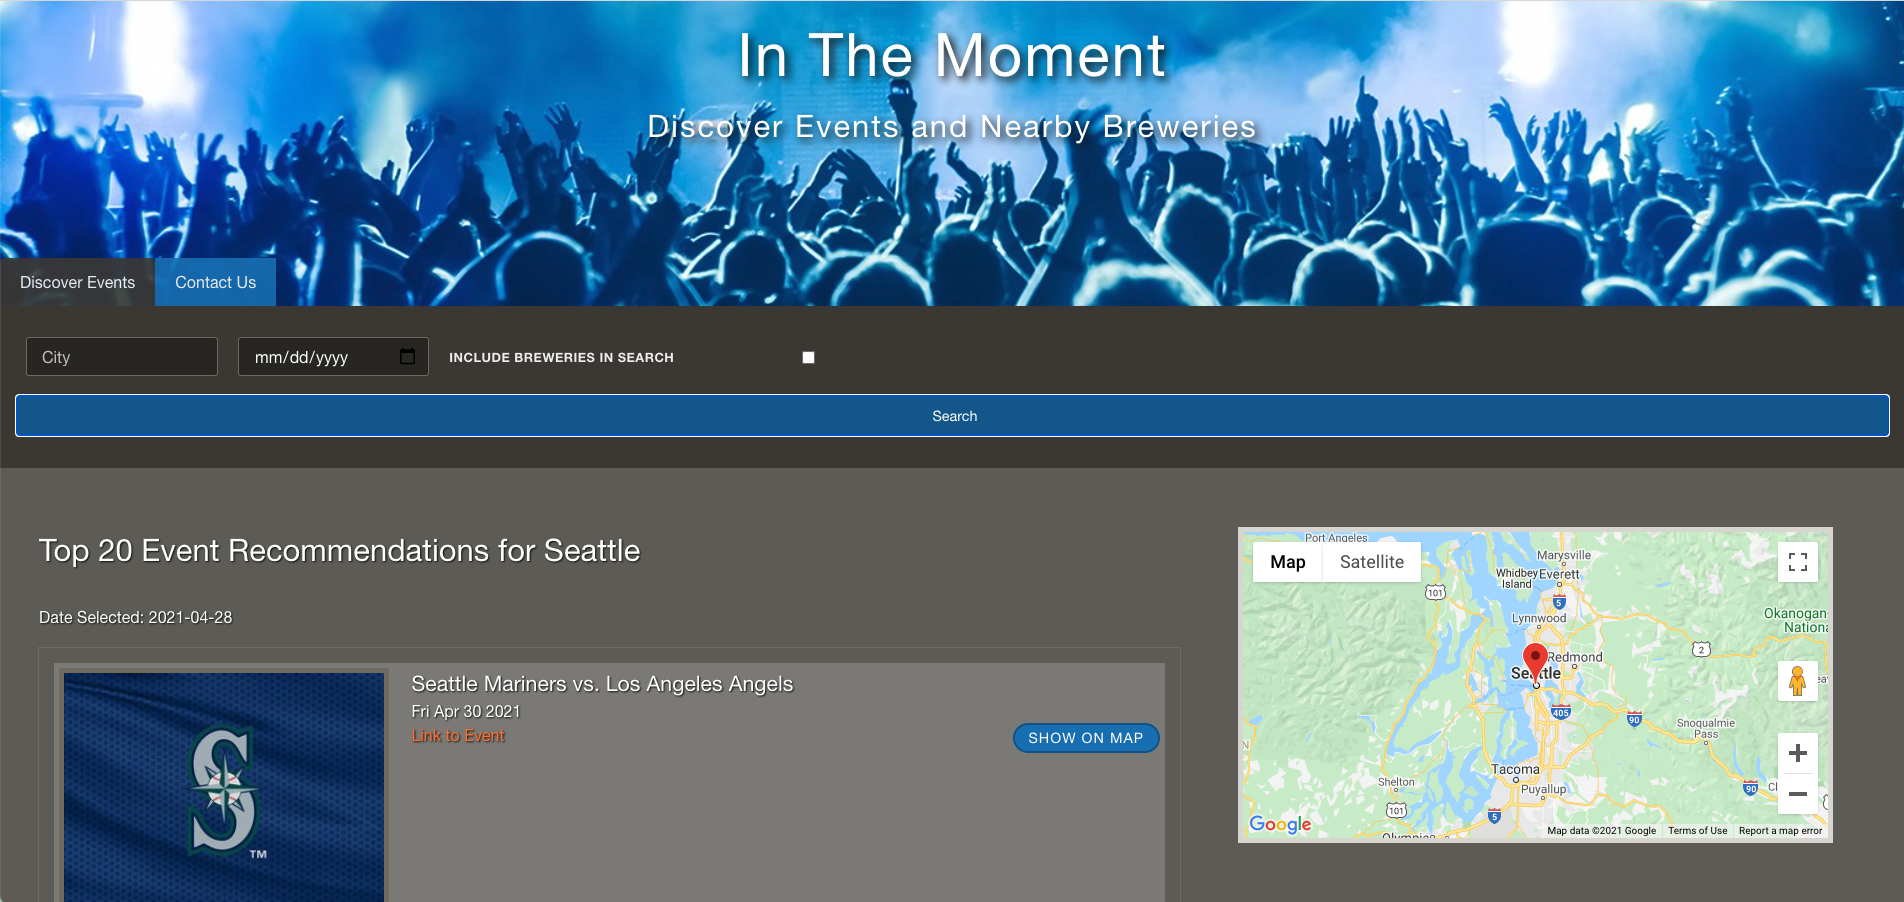 In The Moment
Discover Events and Nearby Breweries
Discover Events
Contact Us
City
mm/dd/yyyy
INCLUDE BREWERIES IN SEARCH
Search
Top 20 Event Recommendations for Seattle
Date Selected: 2021-04-28
S
TM
Seattle Mariners vs. Los Angeles Angels
Fri Apr 30 2021
Link to Event
SHOW ON MAP
Port Angeles
Map
Satellite
Marysville
Whidbey
Island
Everett
101
5
Okanogan-
Nationa
Lynnwood
2
Redmond
Seattle
405
90
Snoqualmie
Pass
Tacoma
Shelton
Puyallup
90
101
5
Google
Map data ©2021 Google
Terms of Use
Report a map error